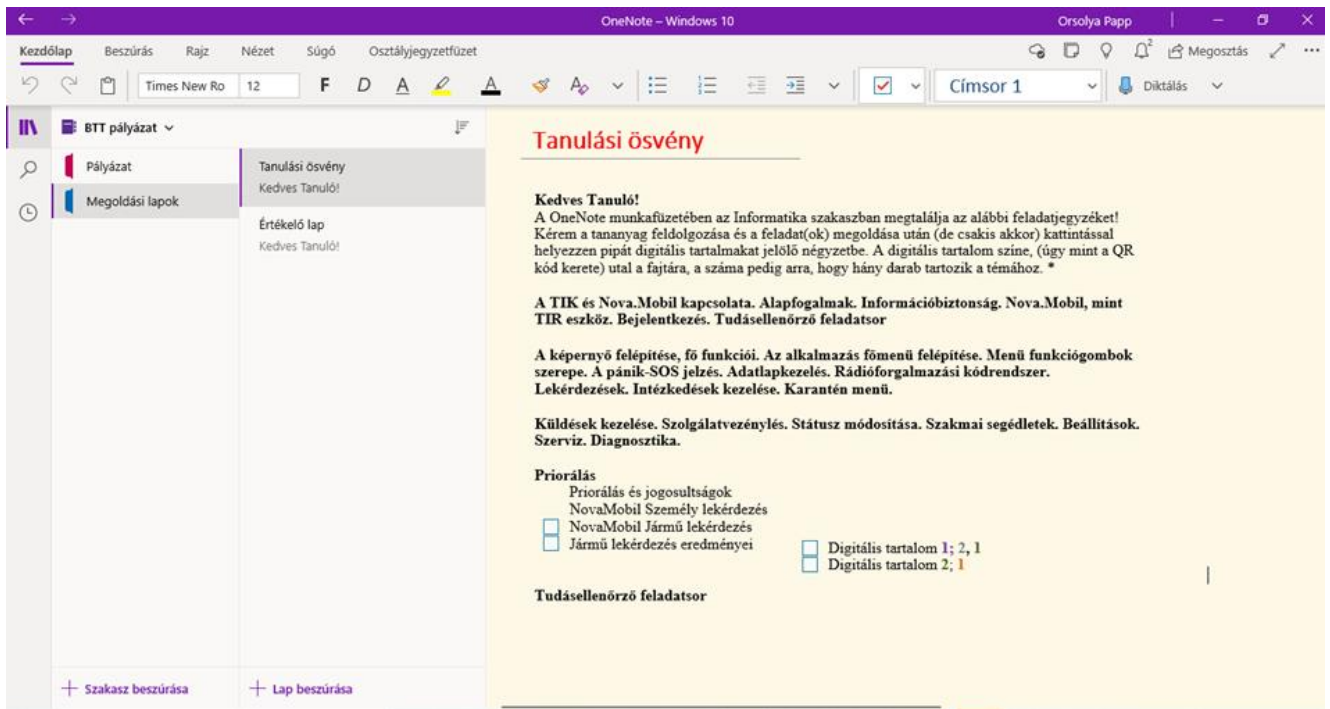 OneNote – Windows 10
Orsolya Papp
Kezdőlap Beszúrás Rajz Nézet Súgó Osztályjegyzetfüzet
2 Megosztás
Times New Ro 12 F D A A Címsor 1 Diktálás
BTT pályázat
Pályázat
Megoldási lapok
Tanulási ösvény
Kedves Tanuló!
Értékelő lap
Kedves Tanuló!
Szakasz beszúrása
Lap beszúrása
Tanulási ösvény
Kedves Tanuló!
A OneNote munkafüzetében az Informatika szakaszban megtalálja az alábbi feladatjegyzéket!
Kérem a tananyag feldolgozása és a feladat(ok) megoldása után (de csakis akkor) kattintással
helyezzen pipát digitális tartalmakat jelölő négyzetbe. A digitális tartalom színe, (úgy mint a QR
kód kerete) utal a fajtára, a száma pedig arra, hogy hány darab tartozik a témához. *
A TIK és Nova.Mobil kapcsolata. Alapfogalmak. Információbiztonság. Nova.Mobil, mint
TIR eszköz. Bejelentkezés. Tudásellenőrző feladatsor
A képernyő felépítése, fő funkciói. Az alkalmazás főmenü felépítése. Menü funkciógombok
szerepe. A pánik-SOS jelzés. Adatlapkezelés. Rádióforgalmazási kódrendszer.
Lekérdezések. Intézkedések kezelése. Karantén menü.
Küldések kezelése. Szolgálatvezénylés. Státusz módosítása. Szakmai segédletek. Beállítások.
Szerviz. Diagnosztika.
Priorálás
Priorálás és jogosultságok
NovaMobil Személy lekérdezés
NovaMobil Jármű lekérdezés
Jármű lekérdezés eredményei
Digitális tartalom 1; 2, 1
Digitális tartalom 2; 1
Tudásellenőrző feladatsor